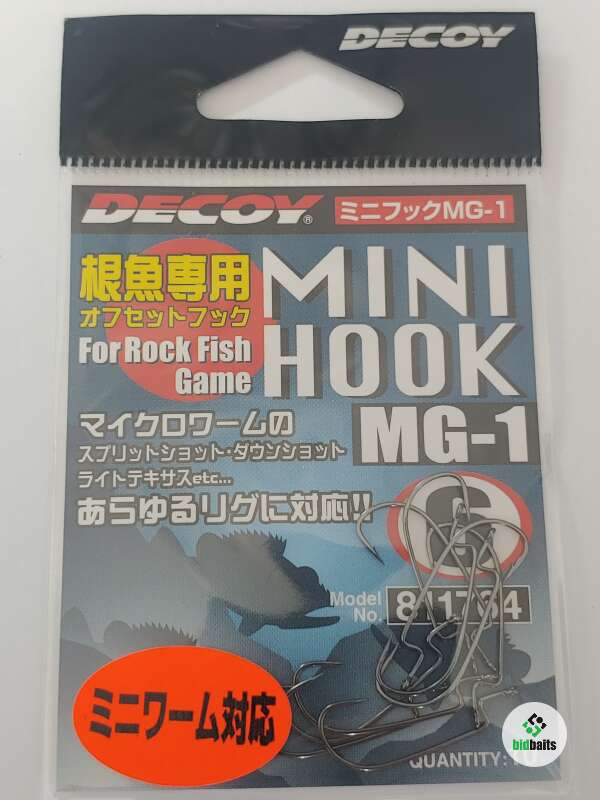 DECOY
DECOY® ミニフックMG-1
根魚専用
オフセットフック
For Rock Fish
Game
MINI
HOOK
MG-1
マイクロワームの
スプリットショット・ダウンショット
ライトテキサスetc...
あらゆるリグに対応!!
6
Model
No.
ミニワーム対応
QUANTITY:10
bidbaits